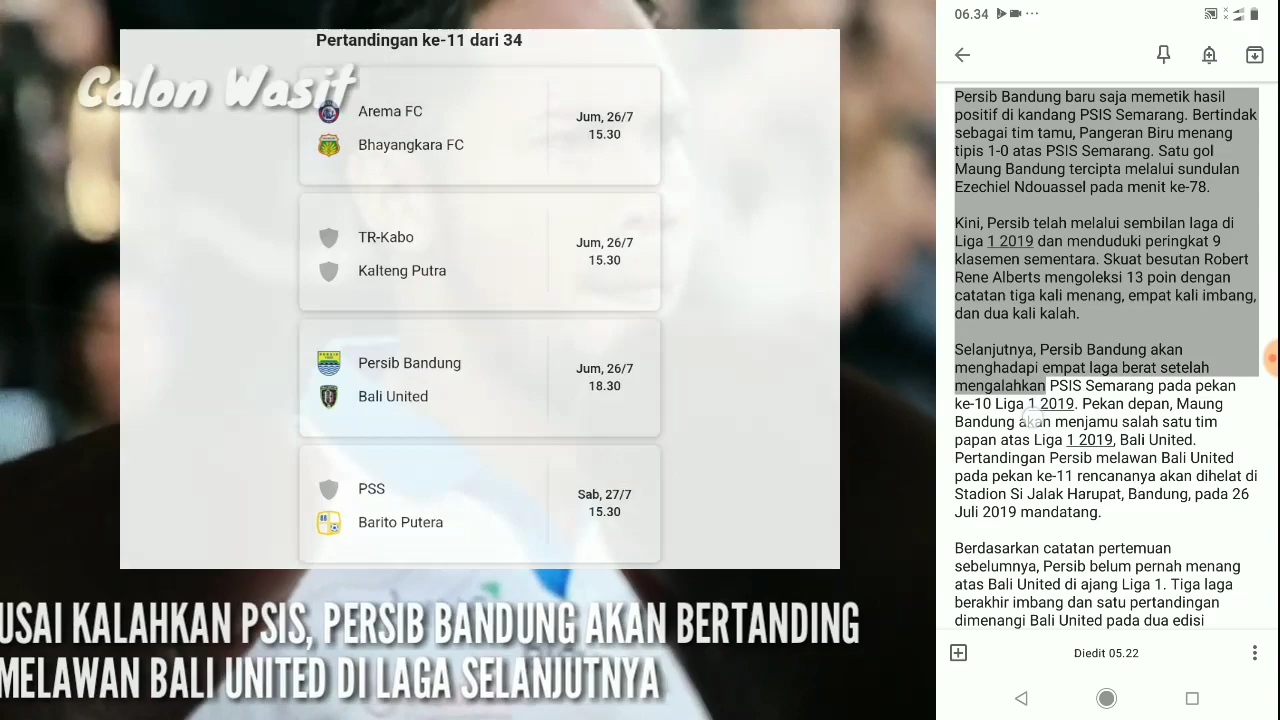 Pertandingan ke-11 dari 34
Calon Wasit
Arema FC
Bhayangkara FC
Jum, 26/7
15.30
TR-Kabo
Kalteng Putra
Jum, 26/7
15.30
Persib Bandung
Bali United
Jum, 26/7
18.30
PSS
Barito Putera
Sab, 27/7
15.30
USAI KALAHKAN PSIS, PERSIB BANDUNG AKAN BERTANDING
MELAWAN BALI UNITED DI LAGA SELANJUTNYA
06.34
Persib Bandung baru saja memetik hasil
positif di kandang PSIS Semarang. Bertindak
sebagai tim tamu, Pangeran Biru menang
tipis 1-0 atas PSIS Semarang. Satu gol
Maung Bandung tercipta melalui sundulan
Ezechiel Ndouassel pada menit ke-78.
Kini, Persib telah melalui sembilan laga di
Liga 1 2019 dan menduduki peringkat 9
klasemen sementara. Skuat besutan Robert
Rene Alberts mengoleksi 13 poin dengan
catatan tiga kali menang, empat kali imbang,
dan dua kali kalah.
Selanjutnya, Persib Bandung akan
menghadapi empat laga berat setelah
mengalahkan PSIS Semarang pada pekan
ke-10 Liga 1 2019. Pekan depan, Maung
Bandung akan menjamu salah satu tim
papan atas Liga 1 2019, Bali United.
Pertandingan Persib melawan Bali United
pada pekan ke-11 rencananya akan dihelat di
Stadion Si Jalak Harupat, Bandung, pada 26
Juli 2019 mandatang.
Berdasarkan catatan pertemuan
sebelumnya, Persib belum pernah menang
atas Bali United di ajang Liga 1. Tiga laga
berakhir imbang dan satu pertandingan
dimenangi Bali United pada dua edisi
Diedit 05.22